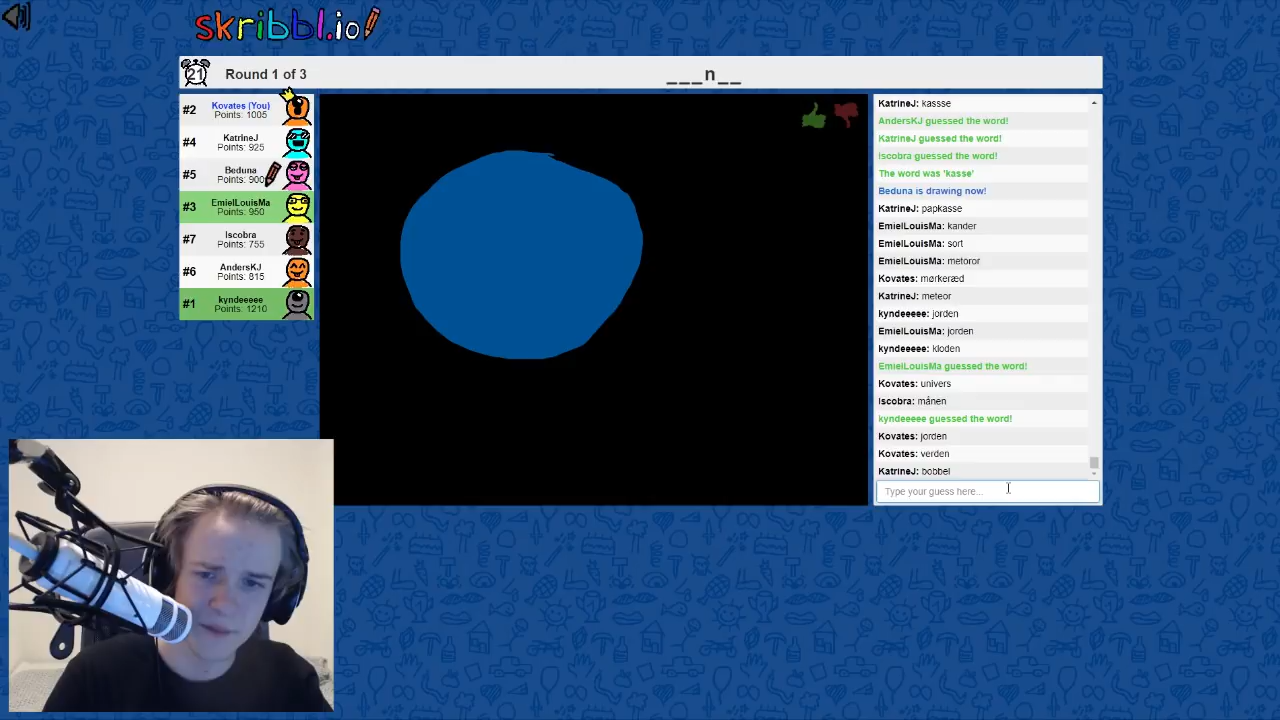 skribbl.io
21
Round 1 of 3
___n__
#2
Kovates (You)
Points: 1005
#4
KatrineJ
Points: 925
#5
Beduna
Points: 900
#3
EmielLouisMa
Points: 950
#7
Iscobra
Points: 755
#6
AndersKJ
Points: 815
#1
kyndeeeee
Points: 1210
KatrineJ: kassse
AndersKJ guessed the word!
KatrineJ guessed the word!
Iscobra guessed the word!
The word was 'kasse'
Beduna is drawing now!
KatrineJ: papkasse
EmielLouisMa: kander
EmielLouisMa: sort
EmielLouisMa: metoror
Kovates: mørkeræd
KatrineJ: meteor
kyndeeeee: jorden
EmielLouisMa: jorden
kyndeeeee: kloden
EmielLouisMa guessed the word!
Kovates: univers
Iscobra: månen
kyndeeeee guessed the word!
Kovates: jorden
Kovates: verden
KatrineJ: bobbel
Type your guess here...